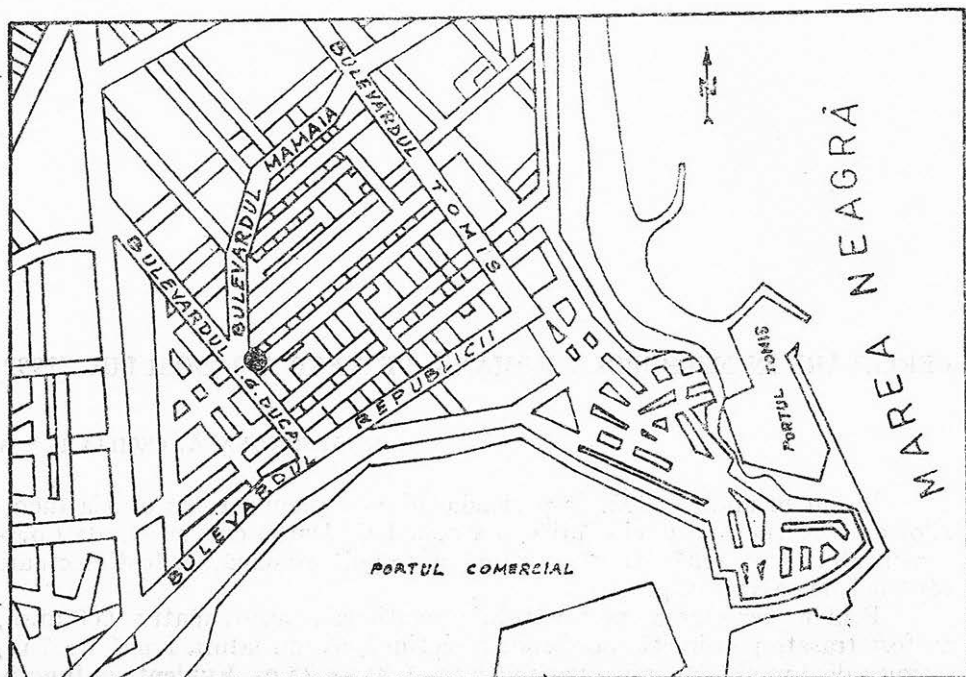 BULEVARDUL TOMIS
BULEVARDUL MAMAIA
BULEVARDUL I.G. DUCA
BULEVARDUL REPUBLICII
N
MAREA NEAGRĂ
PORTUL TOMIS
PORTUL COMERCIAL